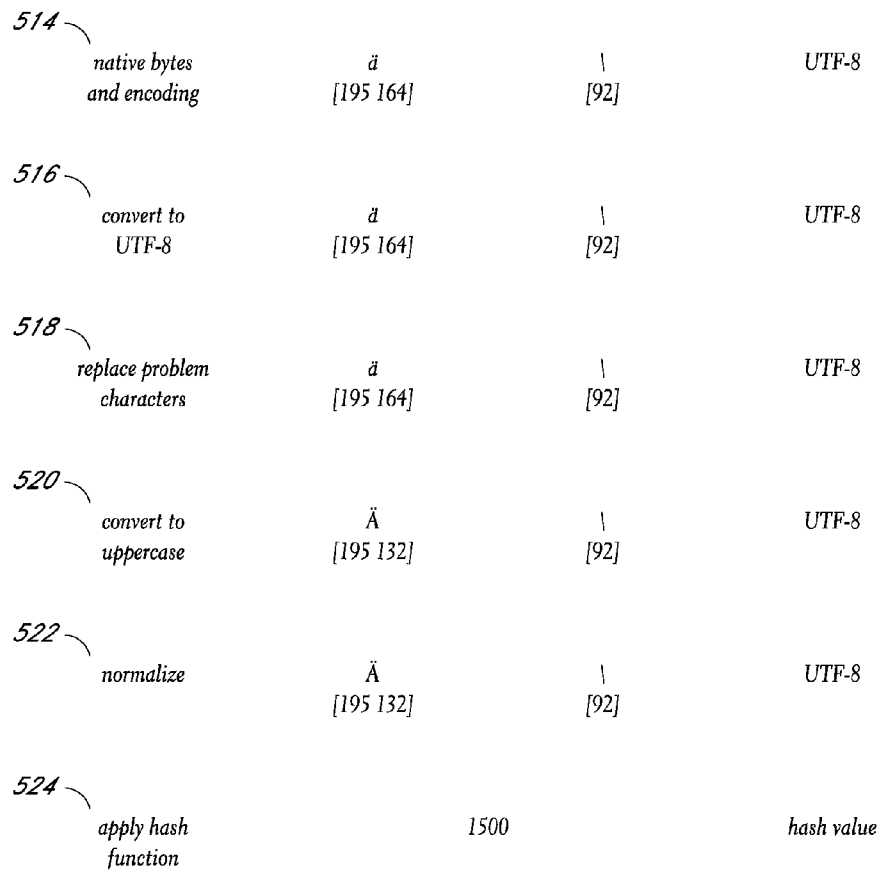 514
native bytes ä \ UTF-8
and encoding [195 164] [92]
516
convert to ä \ UTF-8
UTF-8 [195 164] [92]
518
replace problem ä \ UTF-8
characters [195 164] [92]
520
convert to Ä \ UTF-8
uppercase [195 132] [92]
522
normalize Ä \ UTF-8
[195 132] [92]
524
apply hash 1500 hash value
function